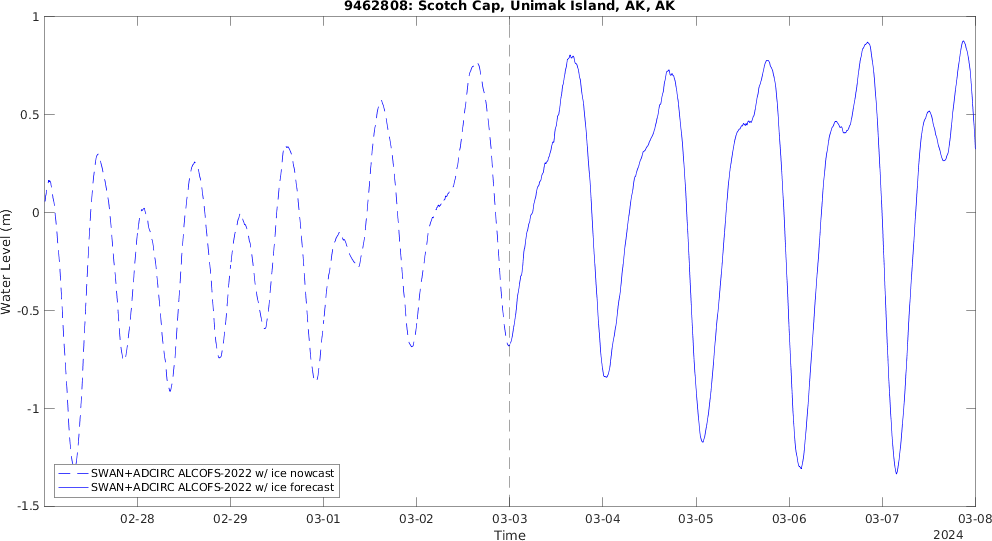 9462808: Scotch Cap, Unimak Island, AK, AK
1
0.5
0
-0.5
-1
-1.5
Water Level (m)
SWAN+ADCIRC ALCOFS-2022 w/ ice nowcast
SWAN+ADCIRC ALCOFS-2022 w/ ice forecast
02-28 02-29 03-01 03-02 03-03 03-04 03-05 03-06 03-07 03-08
Time
2024